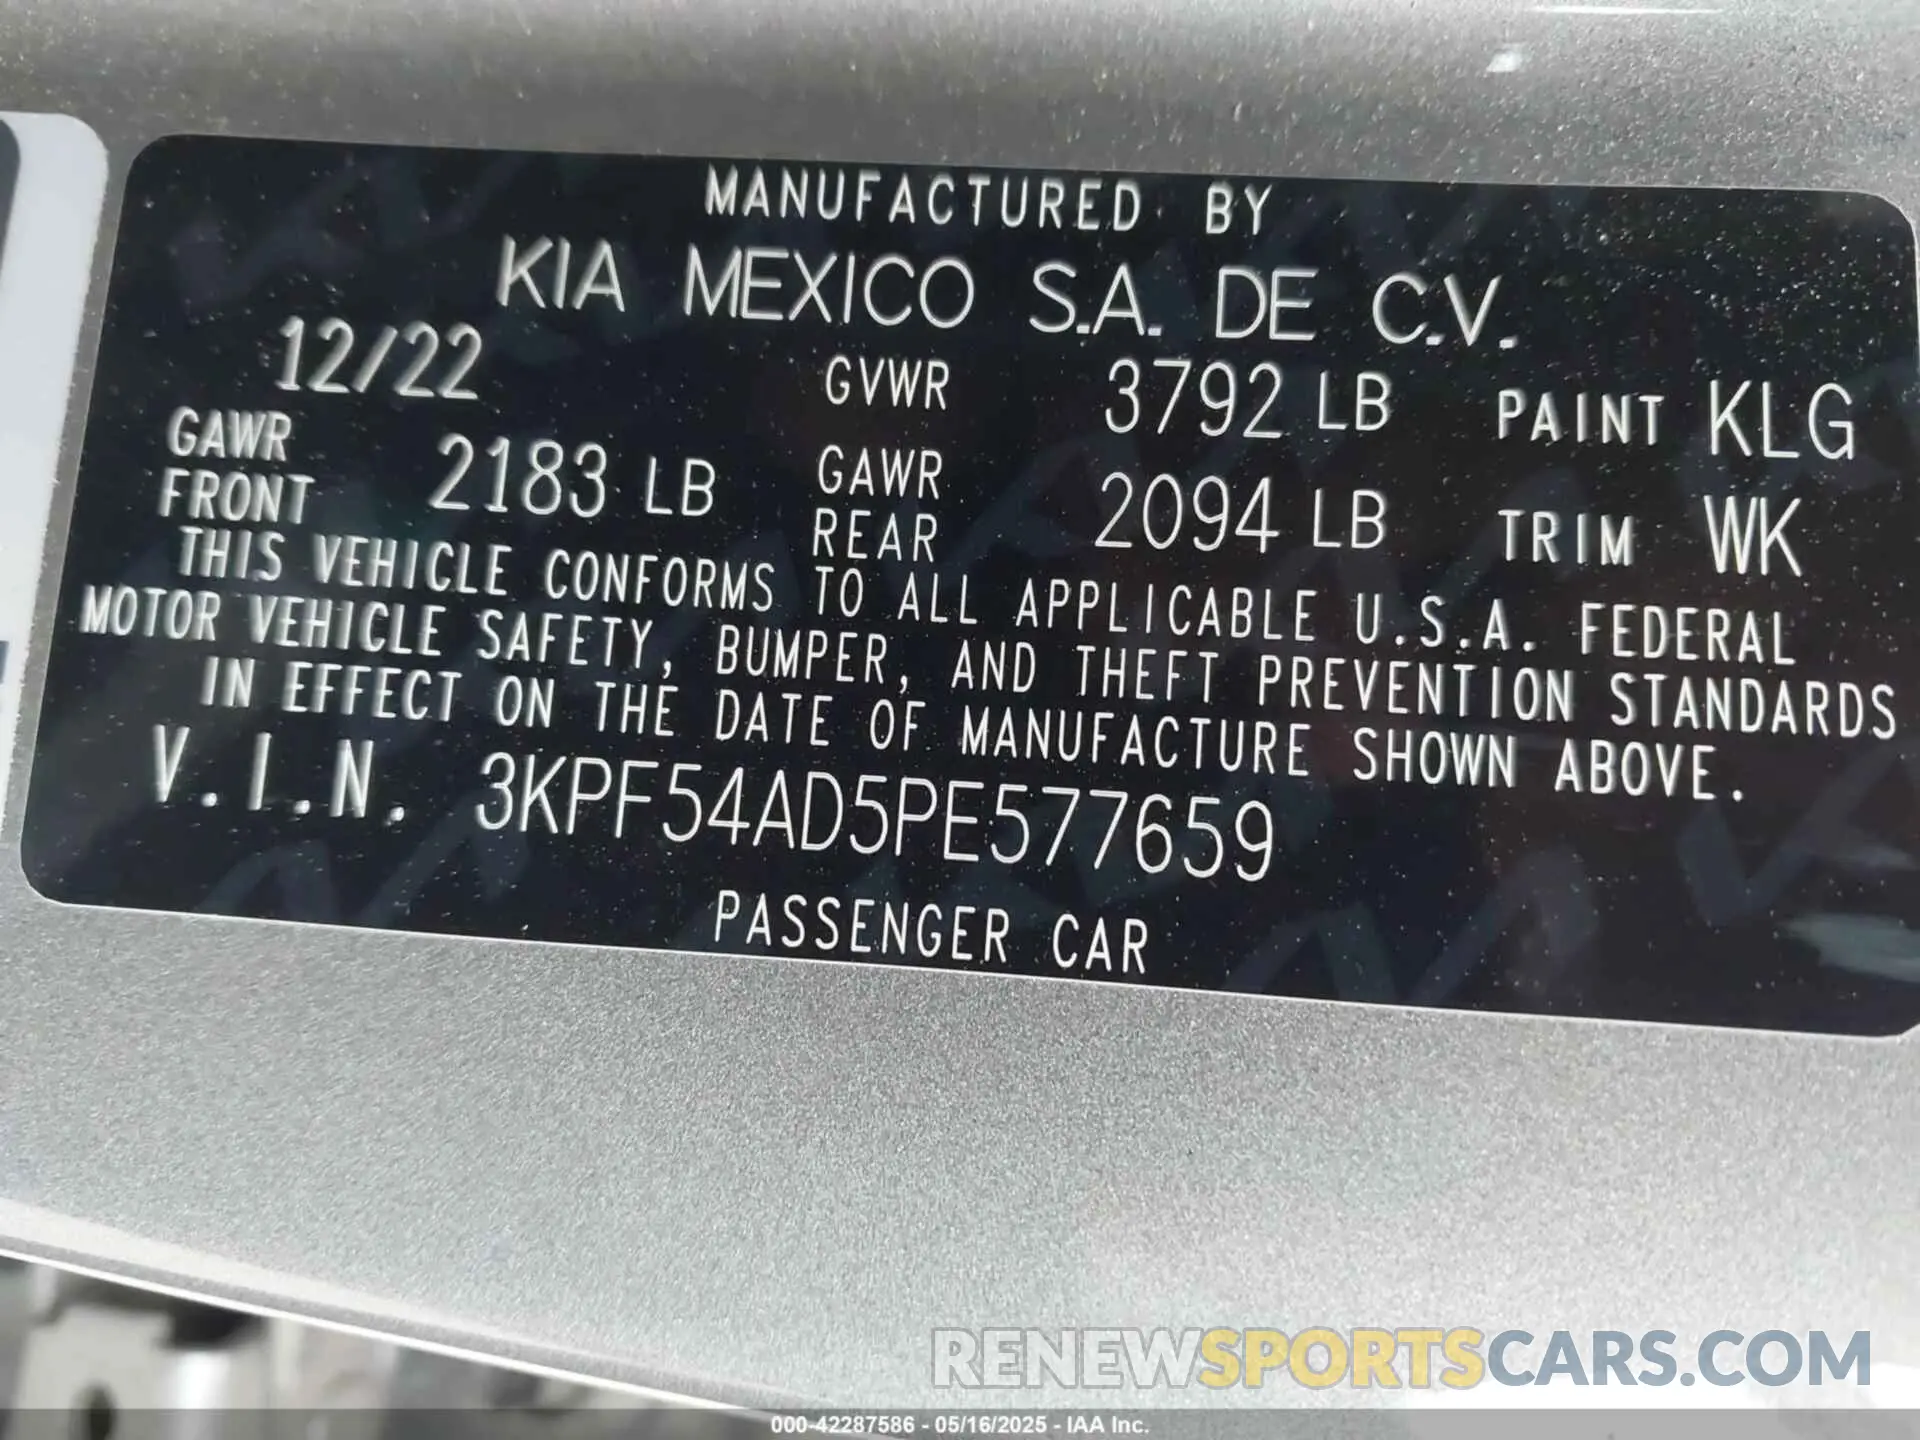 MANUFACTURED BY
KIA MEXICO S.A. DE C.V.
12/22 GVWR 3792 LB PAINT KLG
GAWR FRONT 2183 LB GAWR REAR 2094 LB TRIM WK
THIS VEHICLE CONFORMS TO ALL APPLICABLE U.S.A. FEDERAL
MOTOR VEHICLE SAFETY, BUMPER, AND THEFT PREVENTION STANDARDS
IN EFFECT ON THE DATE OF MANUFACTURE SHOWN ABOVE.
V.I.N. 3KPF54AD5PE577659
PASSENGER CAR
RENEWSPORTSCARS.COM
000-42287586 - 05/16/2025 - IAA Inc.